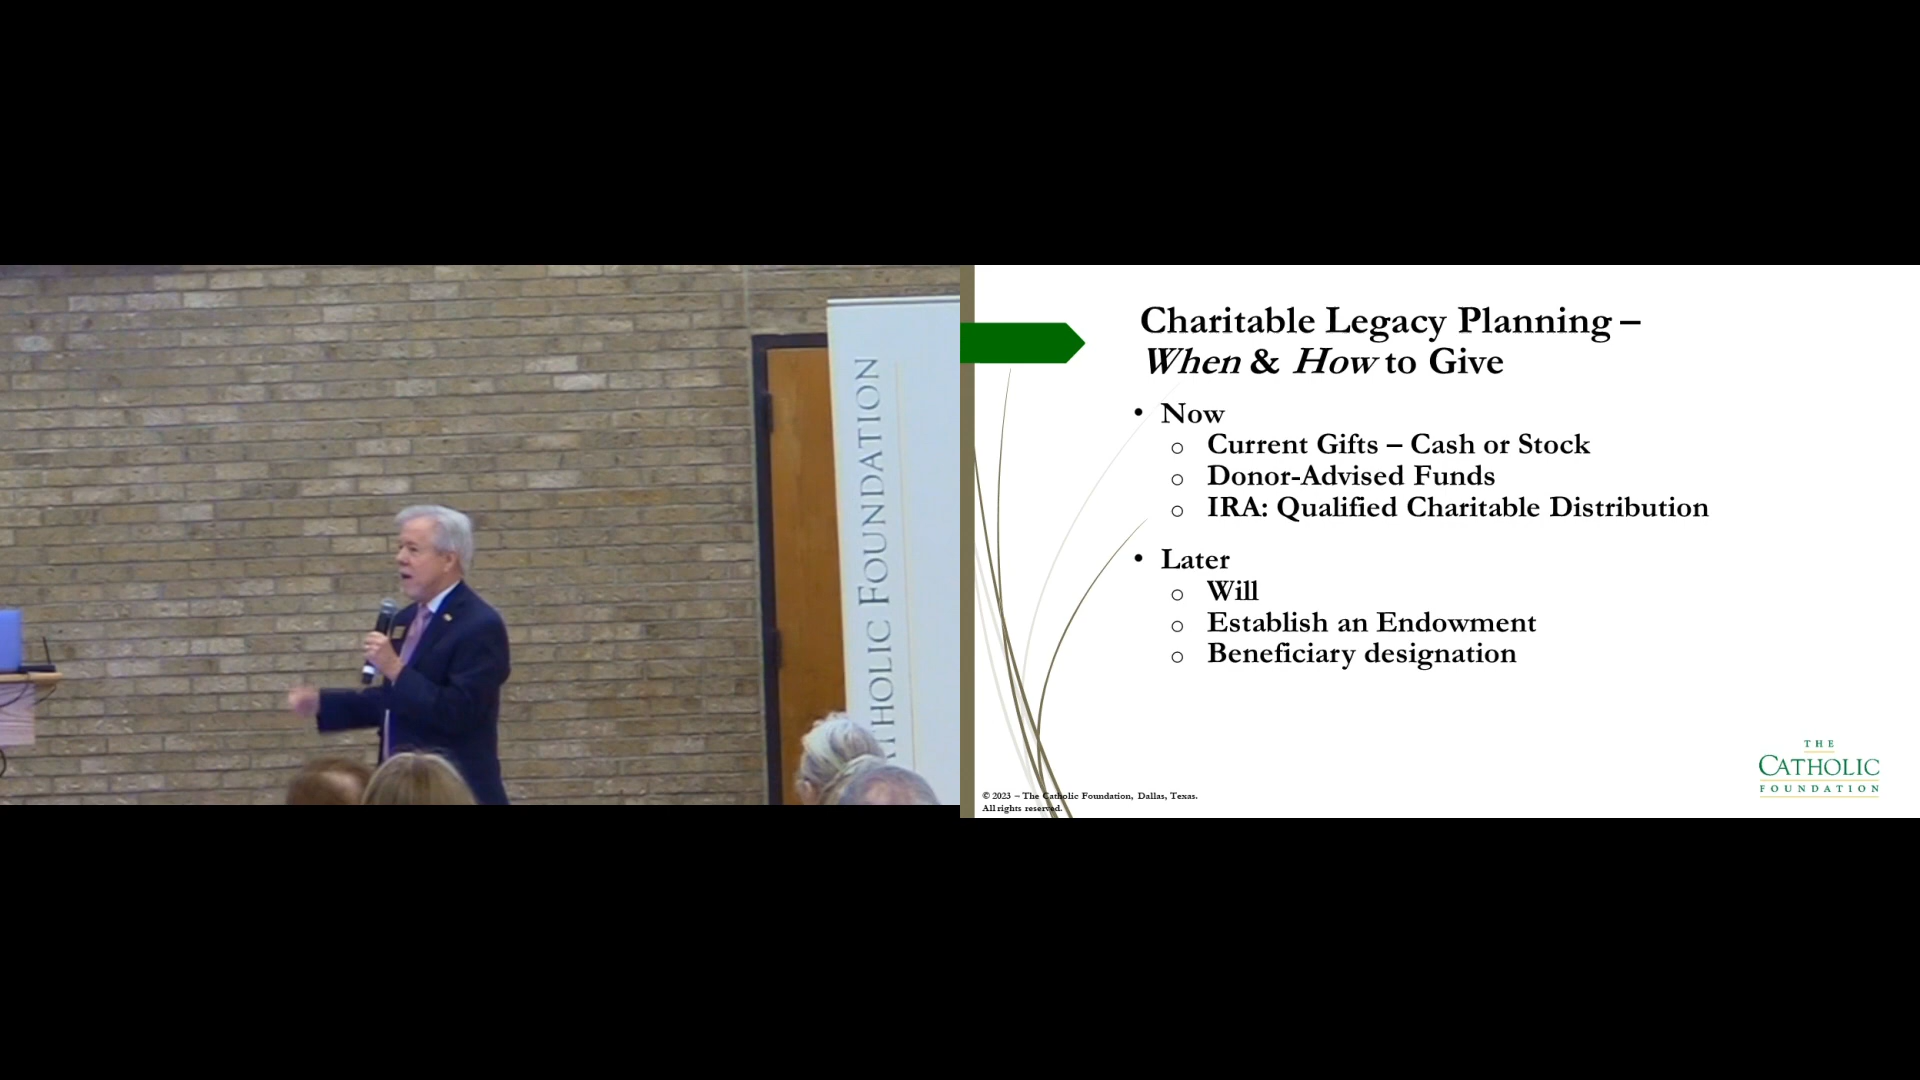 THOLIC FOUNDATION
Charitable Legacy Planning –
When & How to Give
• Now
o Current Gifts – Cash or Stock
o Donor-Advised Funds
o IRA: Qualified Charitable Distribution
• Later
o Will
o Establish an Endowment
o Beneficiary designation
THE
CATHOLIC
FOUNDATION
© 2023 – The Catholic Foundation, Dallas, Texas.
All rights reserved.